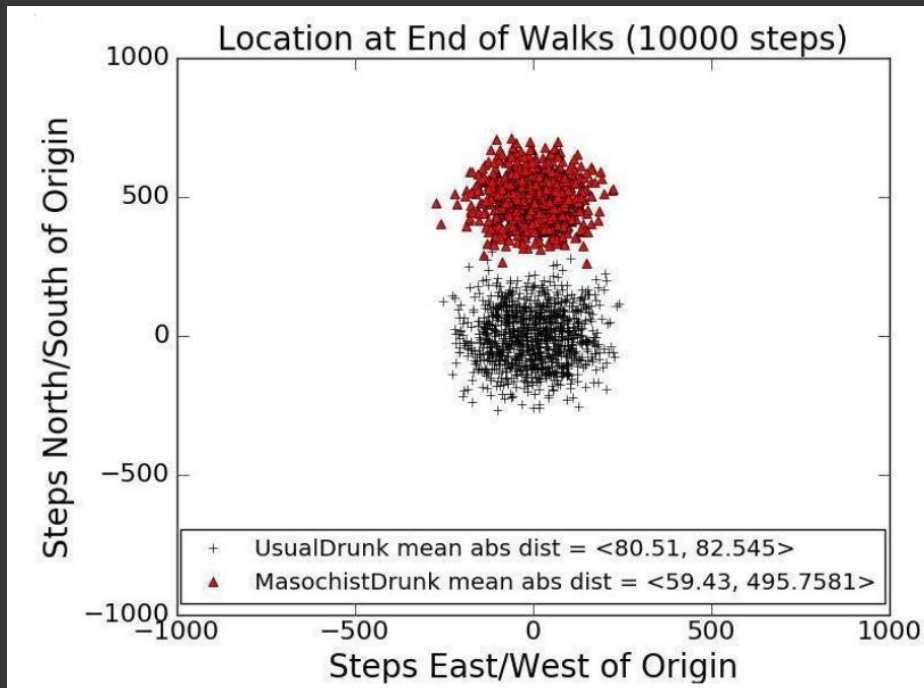 Location at End of Walks (10000 steps)
1000
500
0
−500
−1000
Steps North/South of Origin
+ UsualDrunk mean abs dist = <80.51, 82.545>
▲ MasochistDrunk mean abs dist = <59.43, 495.7581>
−1000 −500 0 500 1000
Steps East/West of Origin